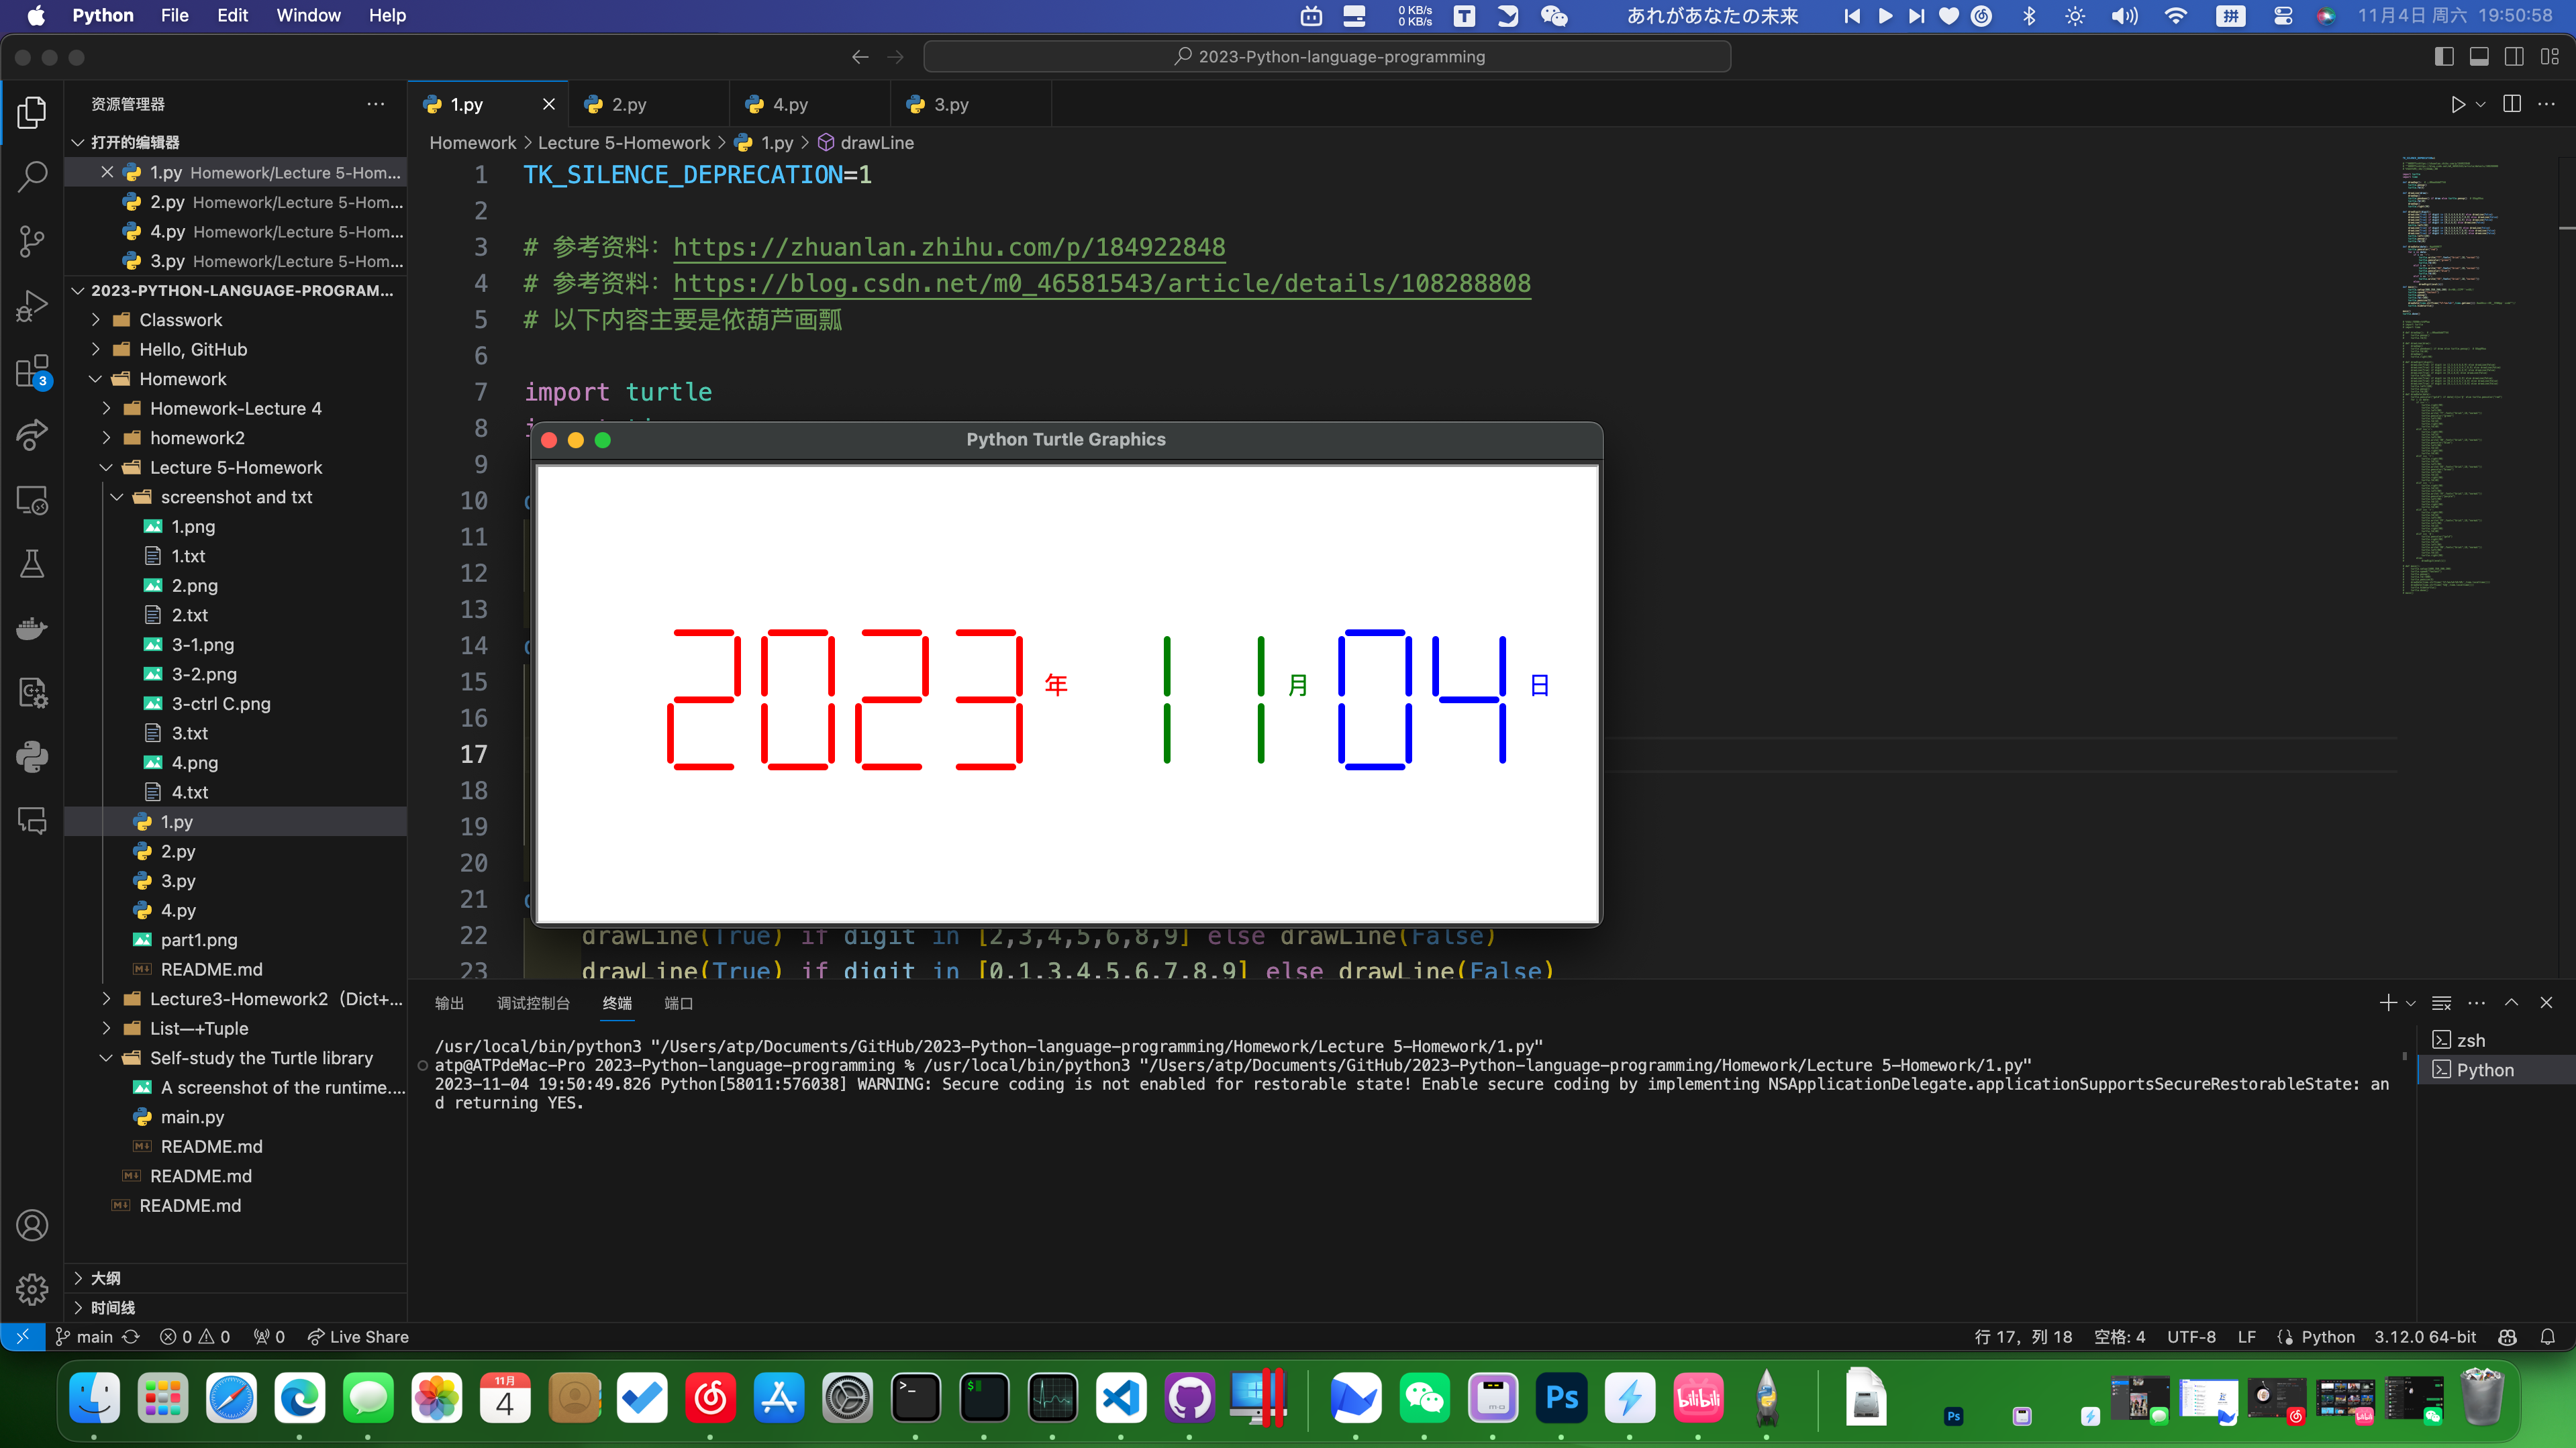 Python File Edit Window Help
0 KB/s
0 KB/s
T
あれがあなたの未来
拼
11月4日 周六 19:50:58
2023-Python-language-programming
资源管理器
打开的编辑器
1.py Homework/Lecture 5-Hom...
2.py Homework/Lecture 5-Hom...
4.py Homework/Lecture 5-Hom...
3.py Homework/Lecture 5-Hom...
2023-PYTHON-LANGUAGE-PROGRAM...
Classwork
Hello, GitHub
Homework
Homework-Lecture 4
homework2
Lecture 5-Homework
screenshot and txt
1.png
1.txt
2.png
2.txt
3-1.png
3-2.png
3-ctrl C.png
3.txt
4.png
4.txt
1.py
2.py
3.py
4.py
part1.png
README.md
Lecture3-Homework2（Dict+...
List—+Tuple
Self-study the Turtle library
A screenshot of the runtime....
main.py
README.md
README.md
README.md
大纲
时间线
3
1.py 2.py 4.py 3.py
Homework > Lecture 5-Homework > 1.py > drawLine
1 TK_SILENCE_DEPRECATION=1
2
3 # 参考资料：https://zhuanlan.zhihu.com/p/184922848
4 # 参考资料：https://blog.csdn.net/m0_46581543/article/details/108288808
5 # 以下内容主要是依葫芦画瓢
6
7 import turtle
8
9
10
11
12
13
14
15
16
17
18
19
20
21
22 drawLine(True) if digit in [2,3,4,5,6,8,9] else drawLine(False)
23 drawLine(True) if digit in [0,1,3,4,5,6,7,8,9] else drawLine(False)
Python Turtle Graphics
2023 年 11 月 04 日
输出 调试控制台 终端 端口
/usr/local/bin/python3 "/Users/atp/Documents/GitHub/2023-Python-language-programming/Homework/Lecture 5-Homework/1.py"
atp@ATPdeMac-Pro 2023-Python-language-programming % /usr/local/bin/python3 "/Users/atp/Documents/GitHub/2023-Python-language-programming/Homework/Lecture 5-Homework/1.py"
2023-11-04 19:50:49.826 Python[58011:576038] WARNING: Secure coding is not enabled for restorable state! Enable secure coding by implementing NSApplicationDelegate.applicationSupportsSecureRestorableState: an
d returning YES.
zsh
Python
main 0 0 0 Live Share
行 17，列 18 空格: 4 UTF-8 LF Python 3.12.0 64-bit
11月
4
Ps
bilibili
Ps